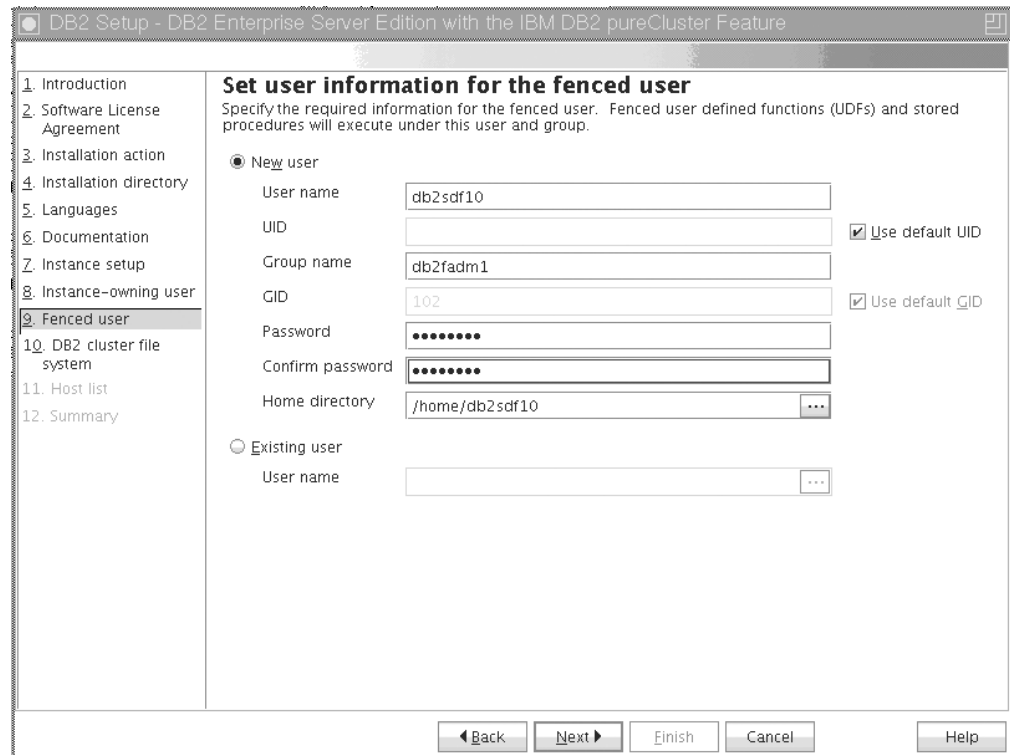 DB2 Setup - DB2 Enterprise Server Edition with the IBM DB2 pureCluster Feature
1. Introduction
2. Software License
Agreement
3. Installation action
4. Installation directory
5. Languages
6. Documentation
7. Instance setup
8. Instance-owning user
9. Fenced user
10. DB2 cluster file
system
11. Host list
12. Summary
Set user information for the fenced user
Specify the required information for the fenced user. Fenced user defined functions (UDFs) and stored
procedures will execute under this user and group.
New user
User name db2sdf10
UID Use default UID
Group name db2fadm1
GID 102 Use default GID
Password ••••••••
Confirm password ••••••••
Home directory /home/db2sdf10 ...
Existing user
User name ...
Back Next Finish Cancel Help